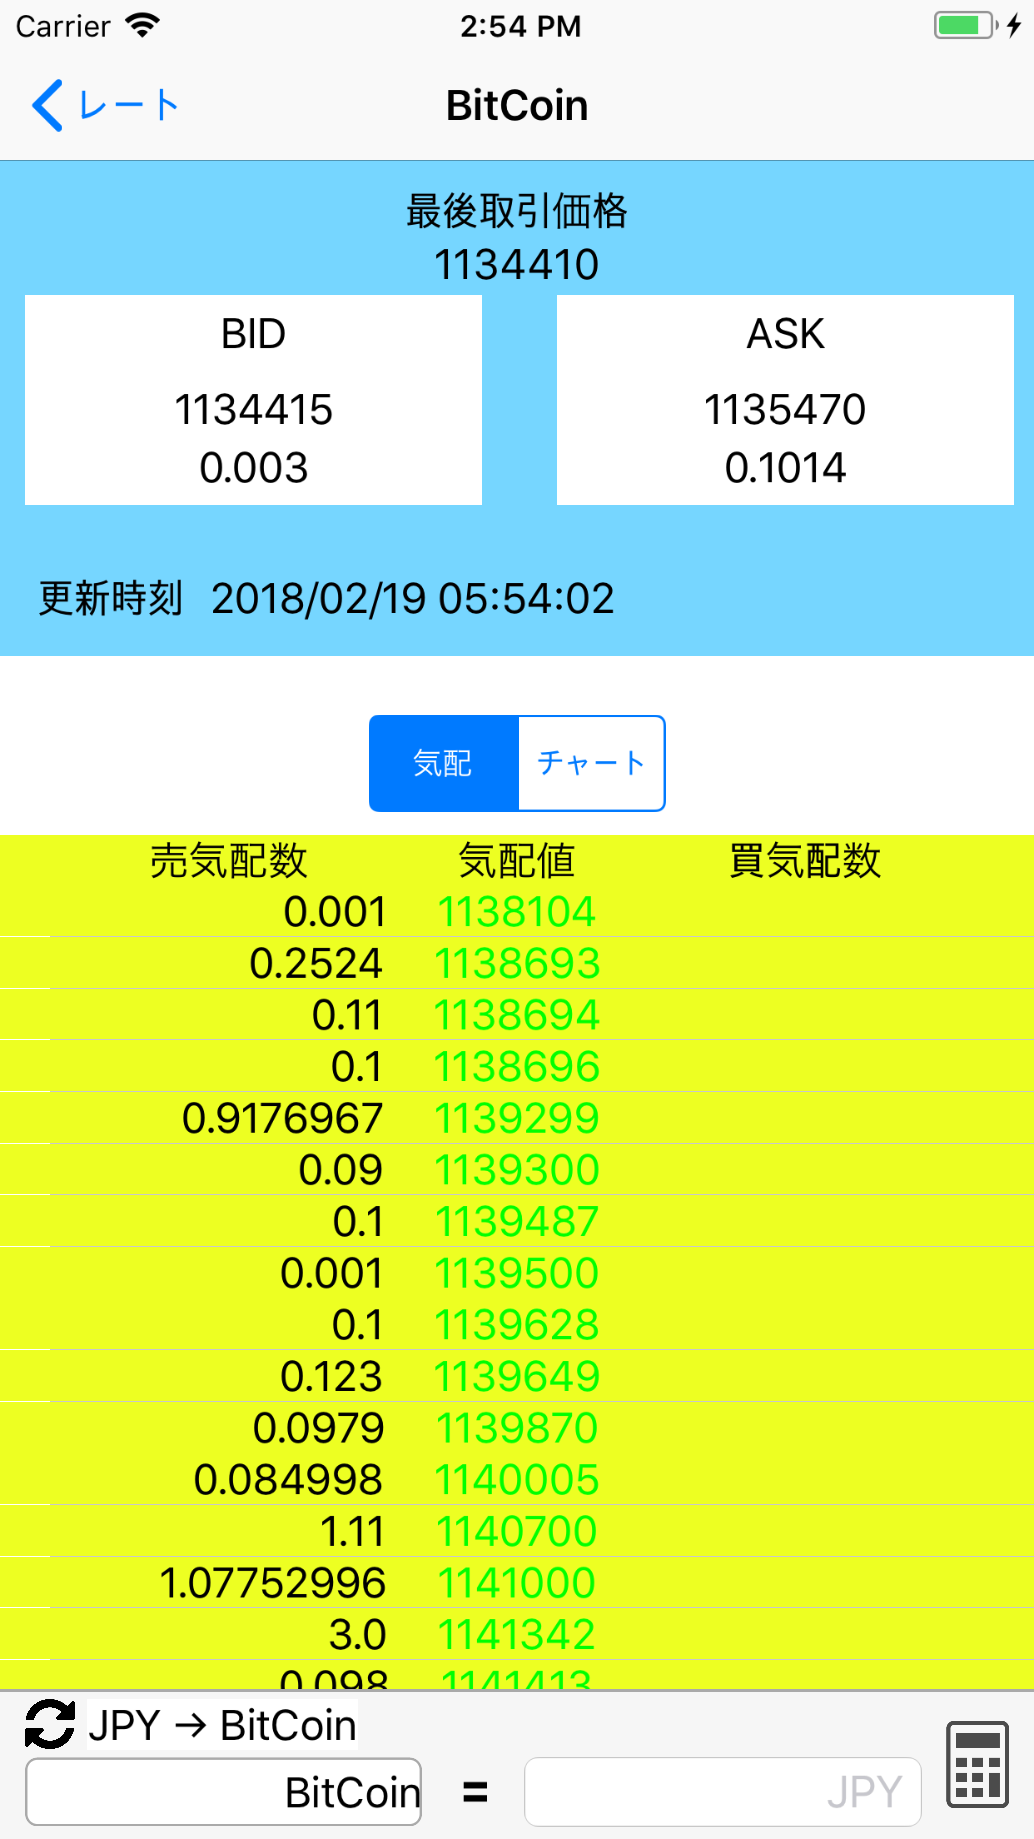 Carrier 2:54 PM
レート BitCoin
最後取引価格
1134410
BID ASK
1134415 1135470
0.003 0.1014
更新時刻 2018/02/19 05:54:02
気配 チャート
売気配数 気配値 買気配数
0.001 1138104
0.2524 1138693
0.11 1138694
0.1 1138696
0.9176967 1139299
0.09 1139300
0.1 1139487
0.001 1139500
0.1 1139628
0.123 1139649
0.0979 1139870
0.084998 1140005
1.11 1140700
1.07752996 1141000
3.0 1141342
0.098 1141413
JPY → BitCoin
BitCoin = JPY